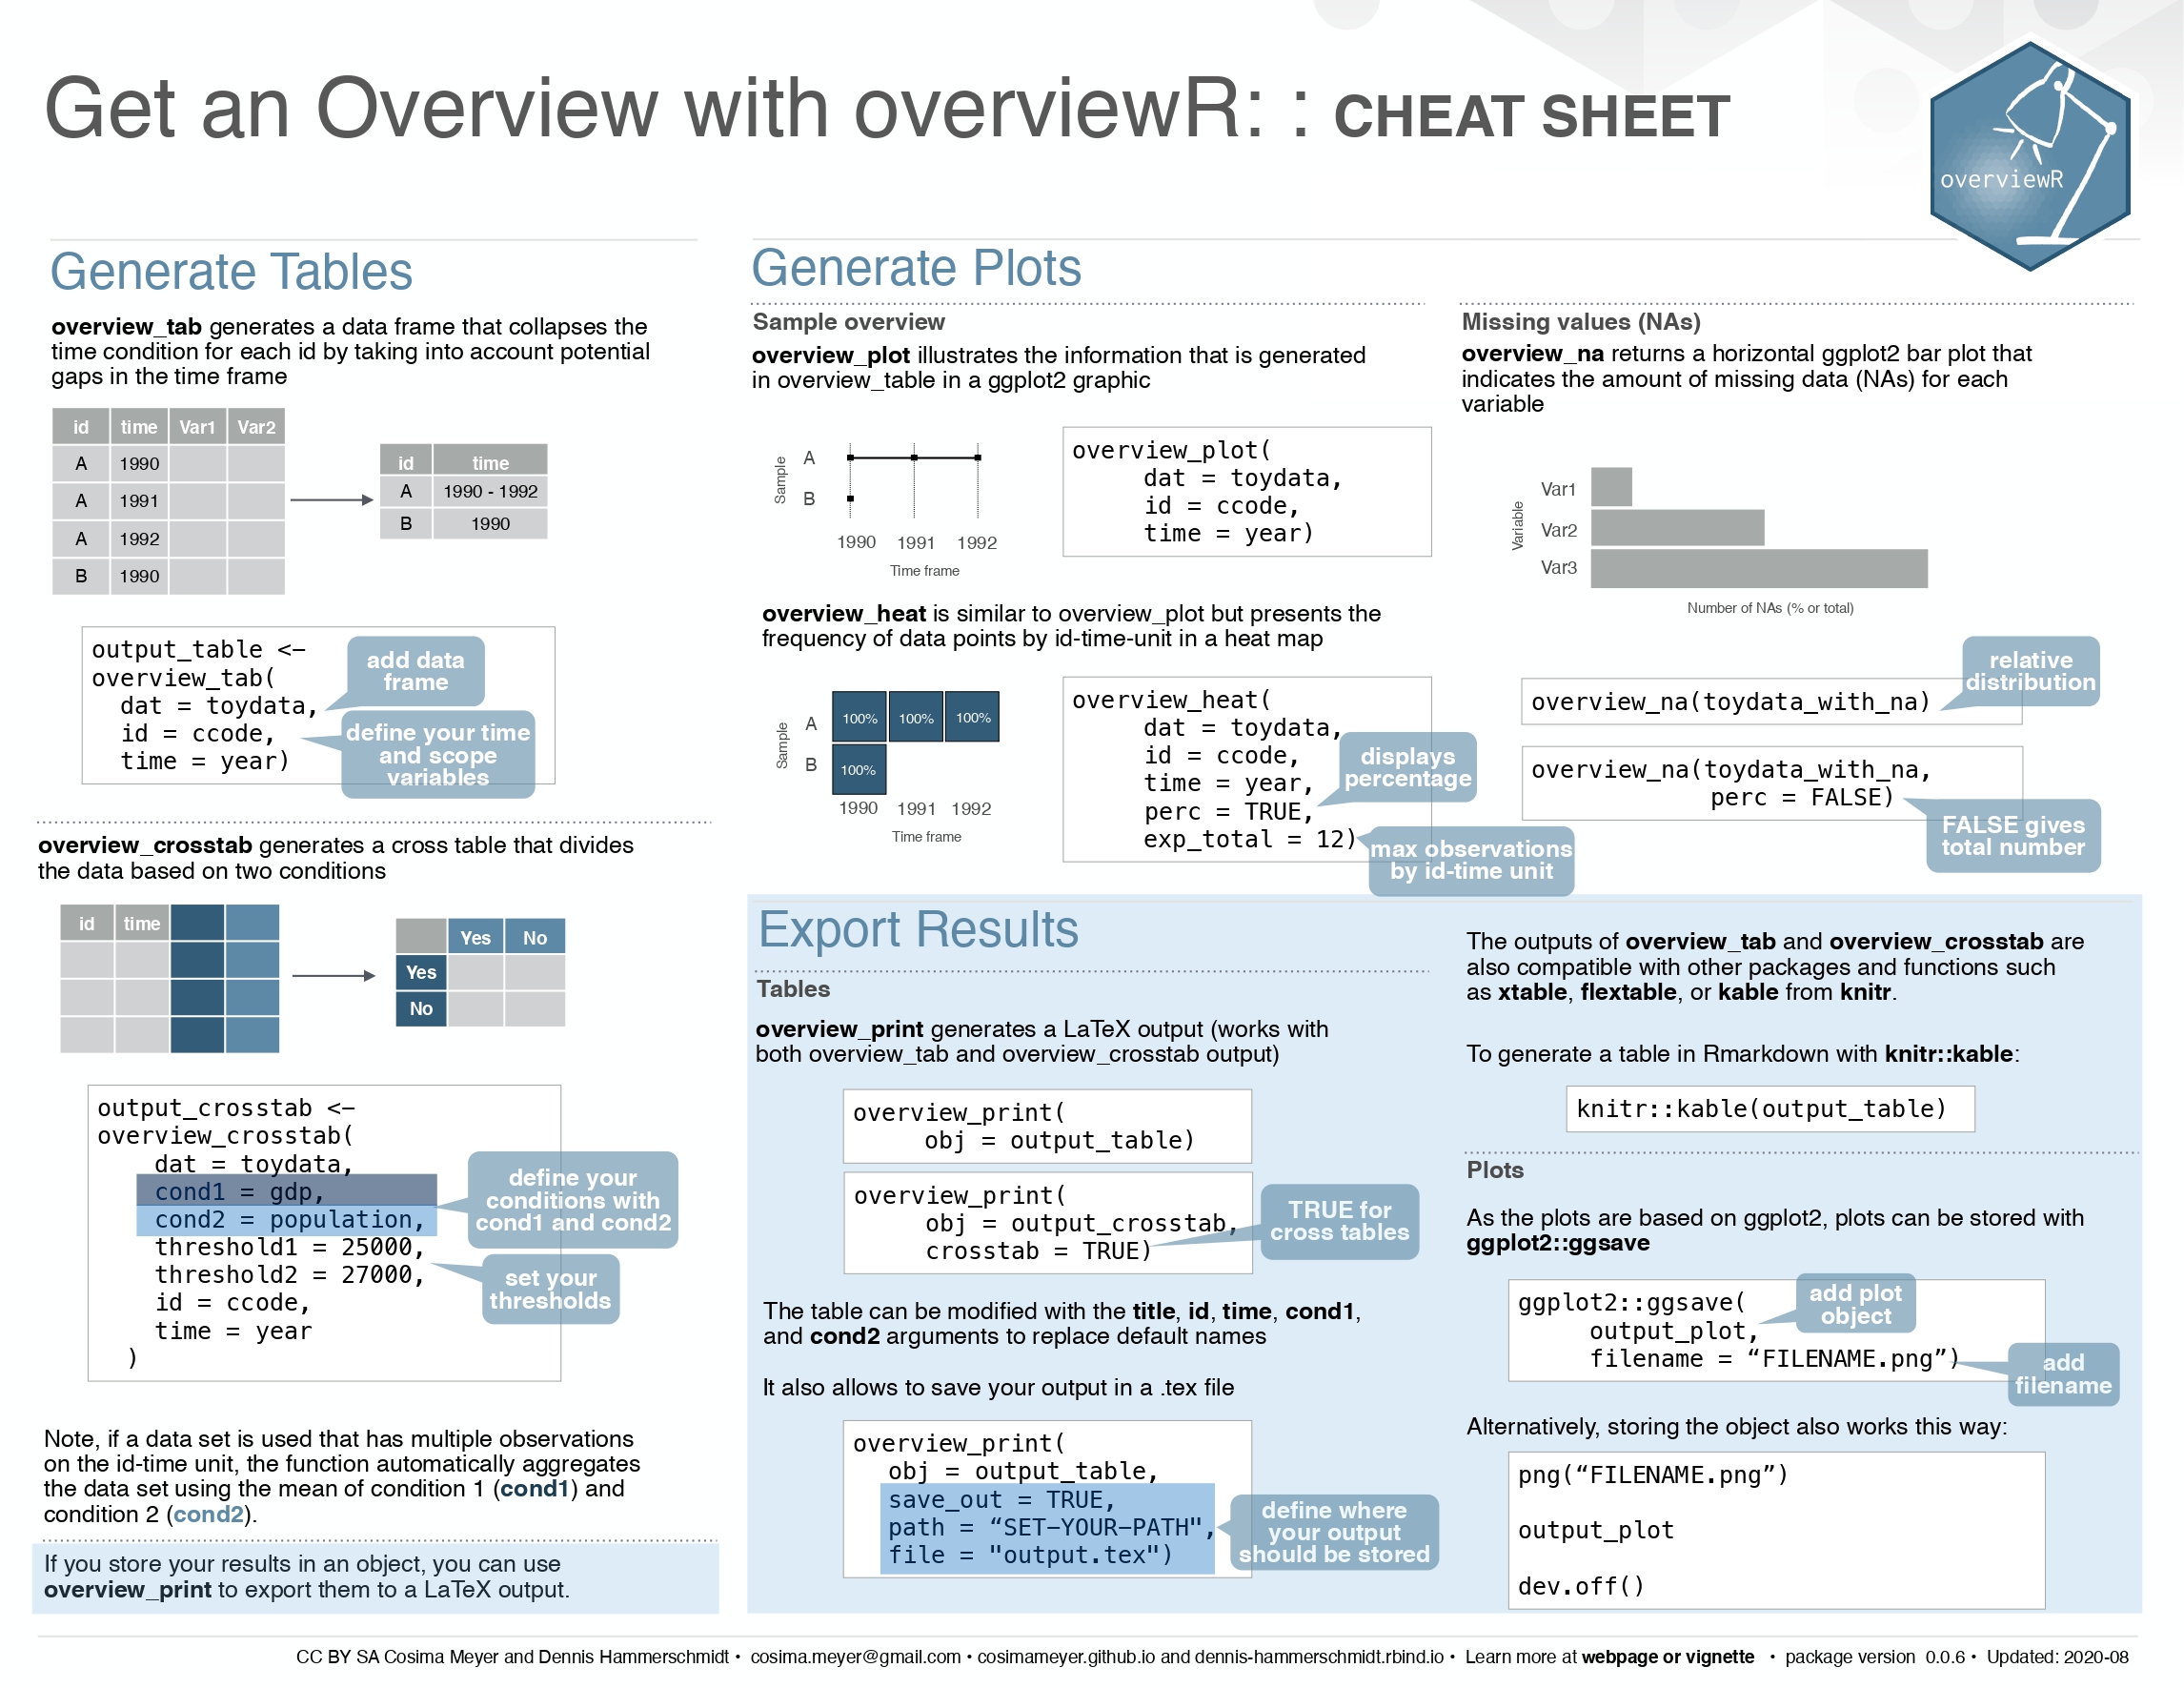 Get an Overview with overviewR: : CHEAT SHEET
overviewR
Generate Tables
overview_tab generates a data frame that collapses the
time condition for each id by taking into account potential
gaps in the time frame
id time Var1 Var2
A 1990
A 1991
A 1992
B 1990
id time
A 1990 - 1992
B 1990
output_table <–
overview_tab(
dat = toydata,
id = ccode,
time = year)
add data
frame
define your time
and scope
variables
overview_crosstab generates a cross table that divides
the data based on two conditions
id time
Yes No
Yes
No
output_crosstab <–
overview_crosstab(
dat = toydata,
cond1 = gdp,
cond2 = population,
threshold1 = 25000,
threshold2 = 27000,
id = ccode,
time = year
)
define your
conditions with
cond1 and cond2
set your
thresholds
Note, if a data set is used that has multiple observations
on the id-time unit, the function automatically aggregates
the data set using the mean of condition 1 (cond1) and
condition 2 (cond2).
If you store your results in an object, you can use
overview_print to export them to a LaTeX output.
Generate Plots
Sample overview
overview_plot illustrates the information that is generated
in overview_table in a ggplot2 graphic
Sample
A
B
1990 1991 1992
Time frame
overview_plot(
dat = toydata,
id = ccode,
time = year)
overview_heat is similar to overview_plot but presents the
frequency of data points by id-time-unit in a heat map
Sample
A 100% 100% 100%
B 100%
1990 1991 1992
Time frame
overview_heat(
dat = toydata,
id = ccode,
time = year,
perc = TRUE,
exp_total = 12)
displays
percentage
max observations
by id-time unit
Missing values (NAs)
overview_na returns a horizontal ggplot2 bar plot that
indicates the amount of missing data (NAs) for each
variable
Variable
Var1
Var2
Var3
Number of NAs (% or total)
overview_na(toydata_with_na)
relative
distribution
overview_na(toydata_with_na,
perc = FALSE)
FALSE gives
total number
Export Results
Tables
overview_print generates a LaTeX output (works with
both overview_tab and overview_crosstab output)
overview_print(
obj = output_table)
overview_print(
obj = output_crosstab,
crosstab = TRUE)
TRUE for
cross tables
The table can be modified with the title, id, time, cond1,
and cond2 arguments to replace default names
It also allows to save your output in a .tex file
overview_print(
obj = output_table,
save_out = TRUE,
path = “SET–YOUR–PATH",
file = "output.tex")
define where
your output
should be stored
The outputs of overview_tab and overview_crosstab are
also compatible with other packages and functions such
as xtable, flextable, or kable from knitr.
To generate a table in Rmarkdown with knitr::kable:
knitr::kable(output_table)
Plots
As the plots are based on ggplot2, plots can be stored with
ggplot2::ggsave
ggplot2::ggsave(
output_plot,
filename = “FILENAME.png”)
add plot
object
add
filename
Alternatively, storing the object also works this way:
png(“FILENAME.png”)
output_plot
dev.off()
CC BY SA Cosima Meyer and Dennis Hammerschmidt • cosima.meyer@gmail.com • cosimameyer.github.io and dennis-hammerschmidt.rbind.io • Learn more at webpage or vignette • package version 0.0.6 • Updated: 2020-08